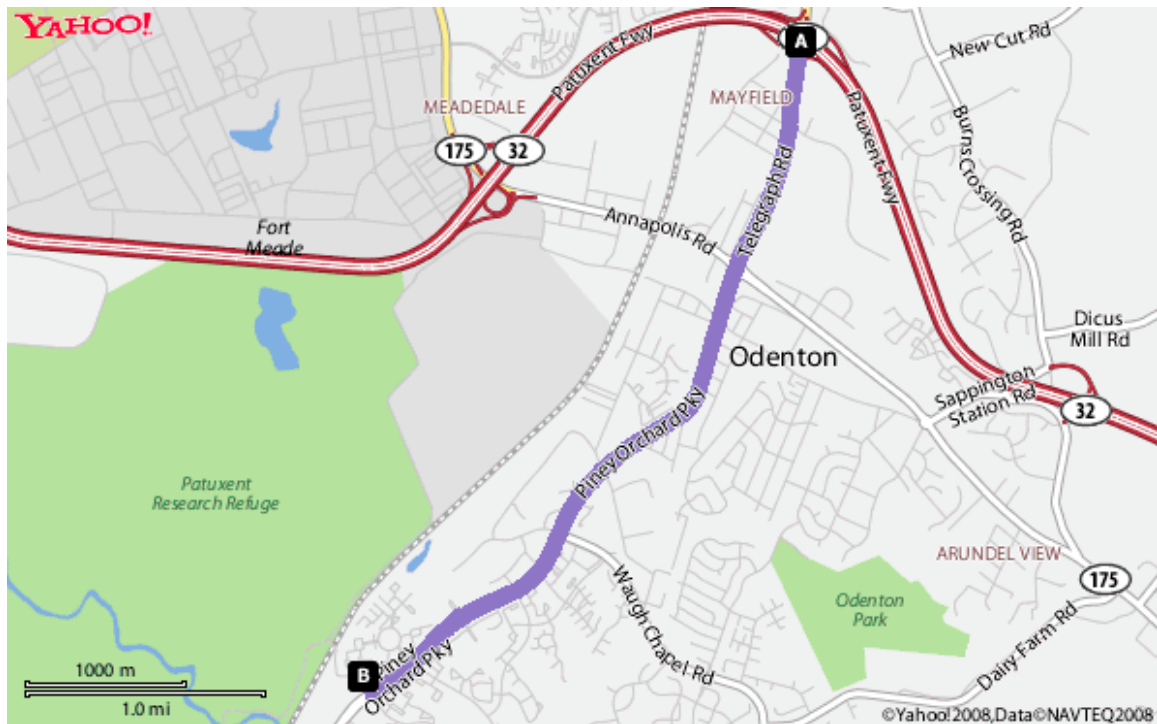 YAHOO!
A
New Cut Rd
Patuxent Fwy
MEADEDALE
MAYFIELD
Patuxent Fwy
Burns Crossing Rd
175
32
Telegraph Rd
Annapolis Rd
Fort
Meade
Dicus
Mill Rd
Odenton
Sappington
Station Rd
32
Piney Orchard Pky
Patuxent
Research Refuge
ARUNDEL VIEW
175
Waugh Chapel Rd
Odenton
Park
Dairy Farm Rd
B
Piney
Orchard Pky
1000 m
1.0 mi
©Yahoo!2008,Data©NAVTEQ2008